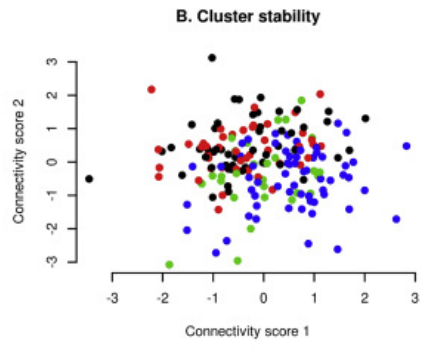 B. Cluster stability
Connectivity score 2
3
2
1
0
-1
-2
-3
-3 -2 -1 0 1 2 3
Connectivity score 1